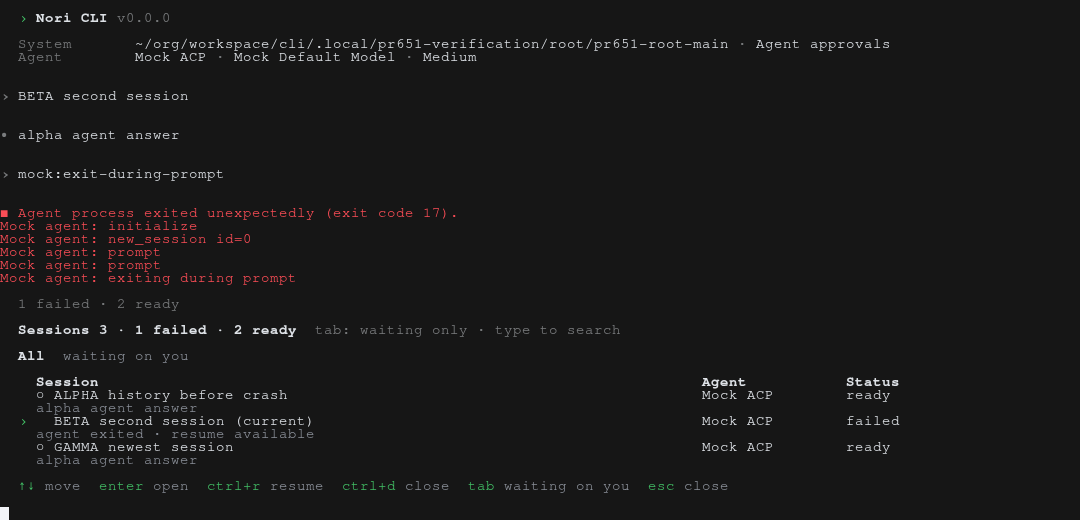 › Nori CLI v0.0.0
System ~/org/workspace/cli/.local/pr651-verification/root/pr651-root-main · Agent approvals
Agent Mock ACP · Mock Default Model · Medium
› BETA second session
• alpha agent answer
› mock:exit-during-prompt
■ Agent process exited unexpectedly (exit code 17).
Mock agent: initialize
Mock agent: new_session id=0
Mock agent: prompt
Mock agent: prompt
Mock agent: exiting during prompt
1 failed · 2 ready
Sessions 3 · 1 failed · 2 ready tab: waiting only · type to search
All waiting on you
Session Agent Status
○ ALPHA history before crash Mock ACP ready
alpha agent answer
› BETA second session (current) Mock ACP failed
agent exited · resume available
○ GAMMA newest session Mock ACP ready
alpha agent answer
↑↓ move enter open ctrl+r resume ctrl+d close tab waiting on you esc close